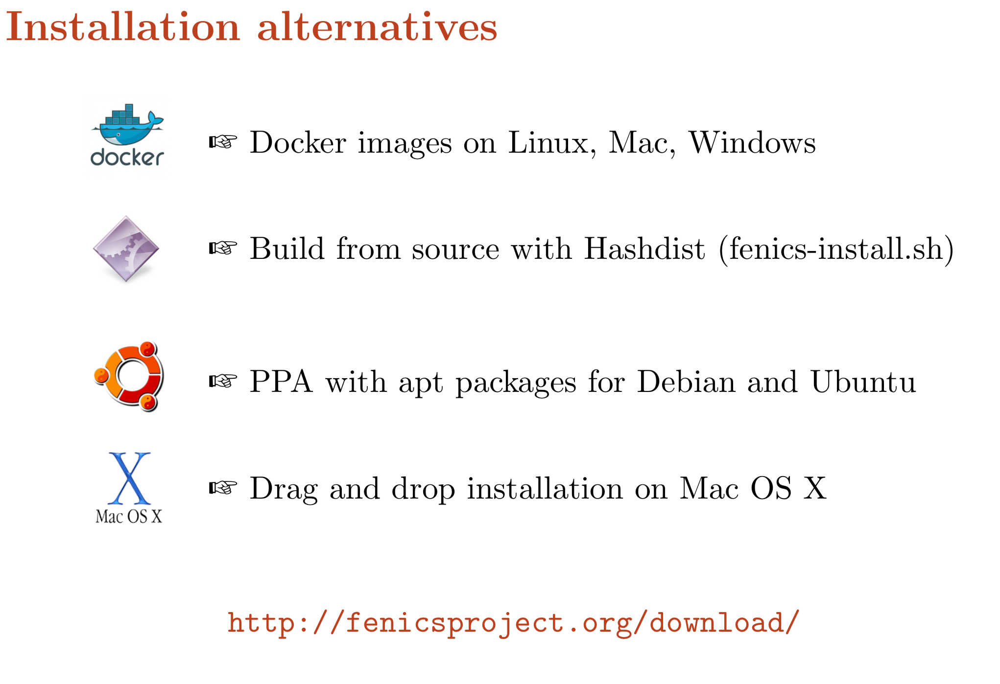 Installation alternatives
docker
☞ Docker images on Linux, Mac, Windows
☞ Build from source with Hashdist (fenics-install.sh)
☞ PPA with apt packages for Debian and Ubuntu
X
Mac OS X
☞ Drag and drop installation on Mac OS X
http://fenicsproject.org/download/